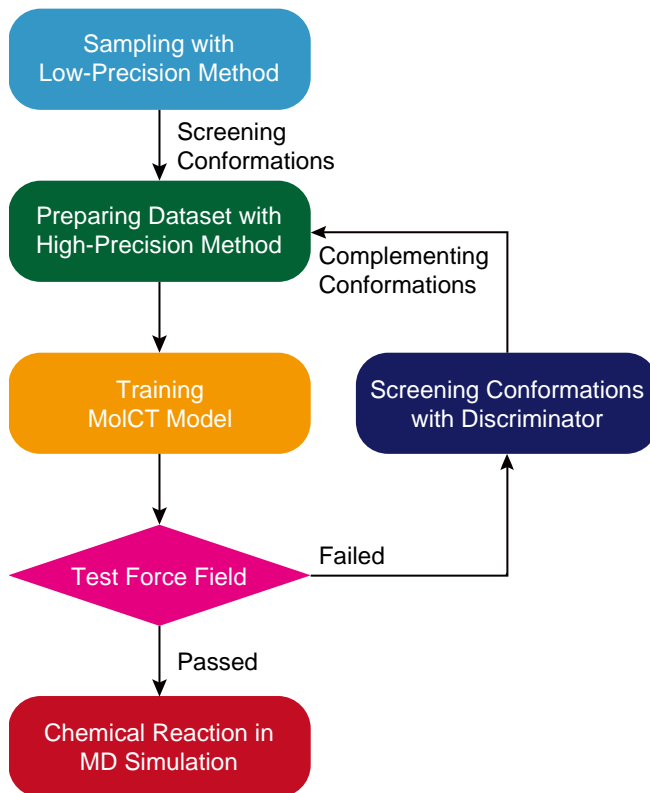 Sampling with
Low-Precision Method
Screening
Conformations
Preparing Dataset with
High-Precision Method
Complementing
Conformations
Training
MolCT Model
Screening Conformations
with Discriminator
Test Force Field
Failed
Passed
Chemical Reaction in
MD Simulation